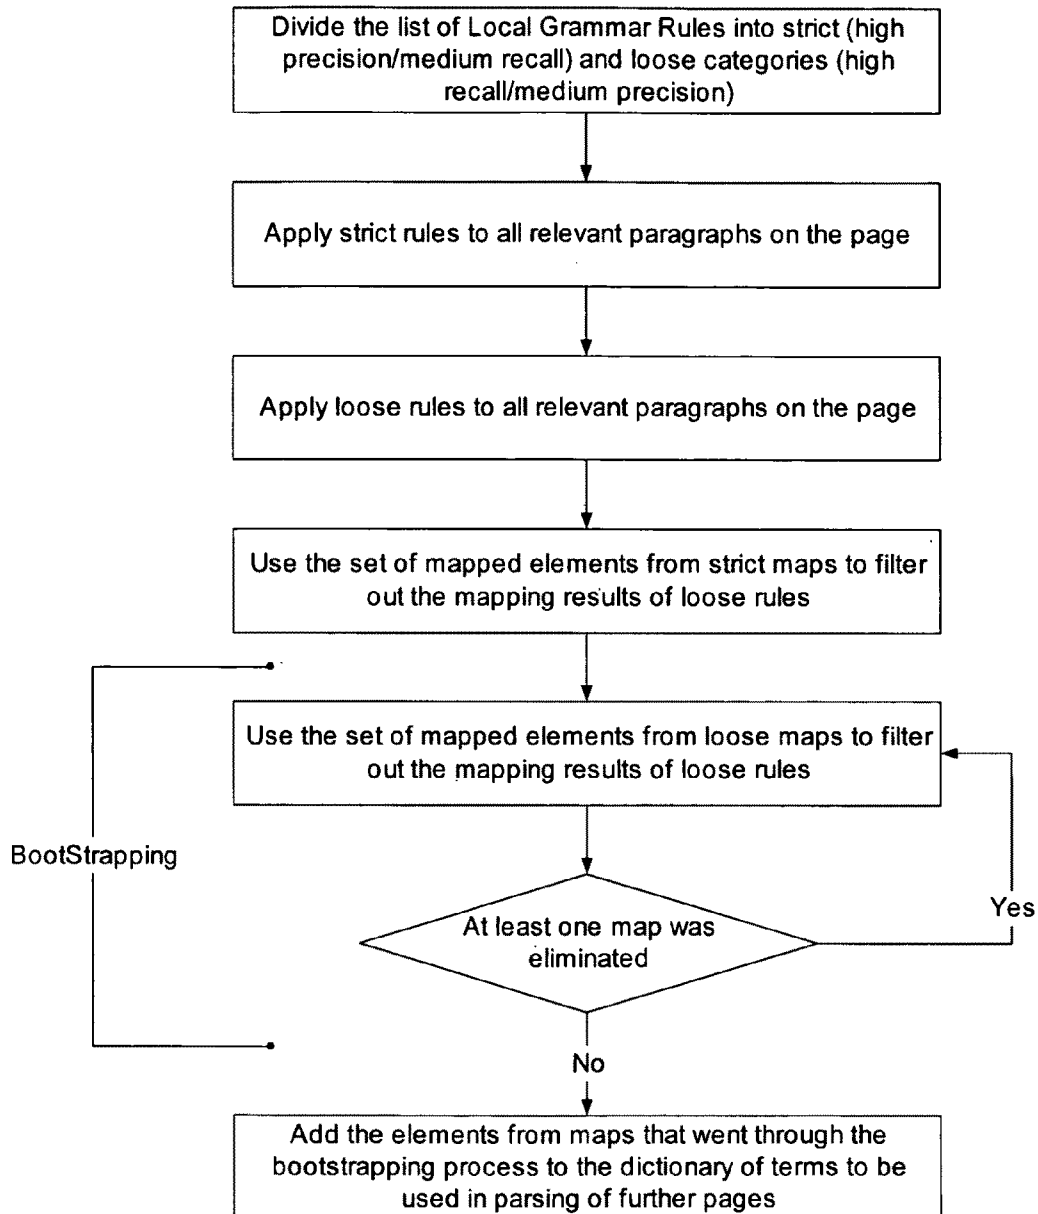 Divide the list of Local Grammar Rules into strict (high
precision/medium recall) and loose categories (high
recall/medium precision)
Apply strict rules to all relevant paragraphs on the page
Apply loose rules to all relevant paragraphs on the page
Use the set of mapped elements from strict maps to filter
out the mapping results of loose rules
Use the set of mapped elements from loose maps to filter
out the mapping results of loose rules
BootStrapping
At least one map was
eliminated
Yes
No
Add the elements from maps that went through the
bootstrapping process to the dictionary of terms to be
used in parsing of further pages